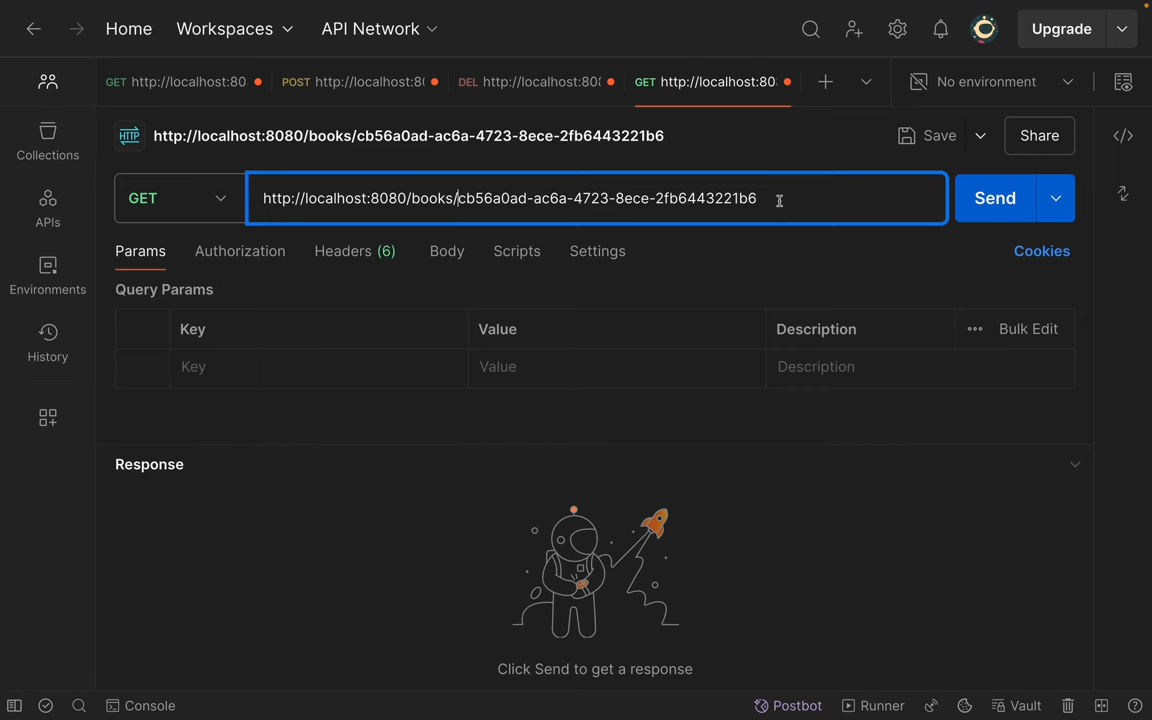 Home Workspaces API Network Upgrade
GET http://localhost:80 POST http://localhost:8( DEL http://localhost:80( GET http://localhost:80: No environment
HTTP http://localhost:8080/books/cb56a0ad-ac6a-4723-8ece-2fb6443221b6 Save Share
GET http://localhost:8080/books/cb56a0ad-ac6a-4723-8ece-2fb6443221b6 Send
Collections
APIs
Environments
History
Params Authorization Headers (6) Body Scripts Settings Cookies
Query Params
Key Value Description Bulk Edit
Key Value Description
Response
Click Send to get a response
Console Postbot Runner Vault